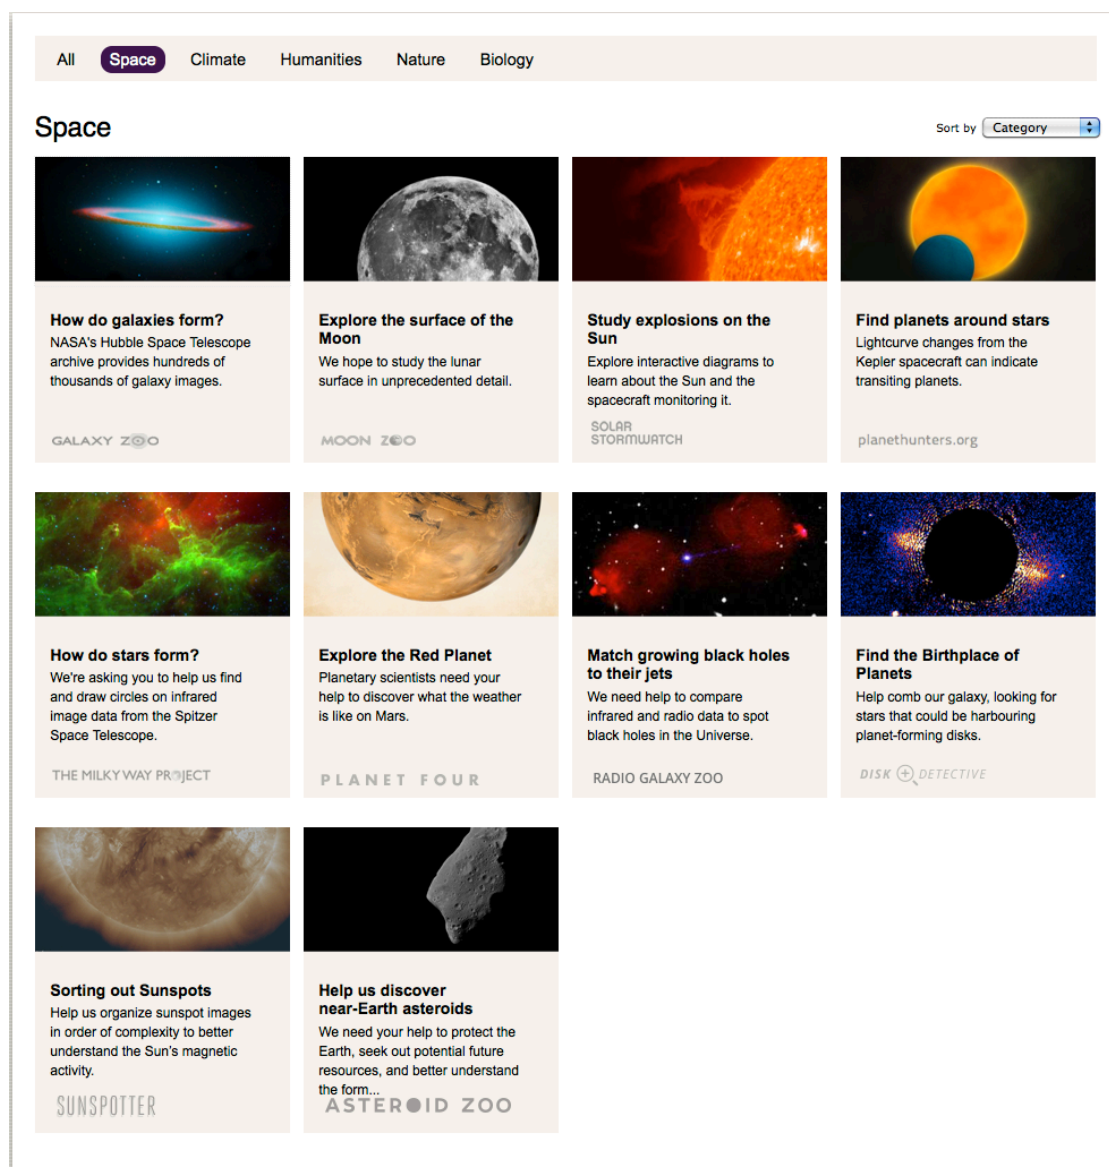 All Space Climate Humanities Nature Biology
Space
Sort by Category
How do galaxies form?
NASA's Hubble Space Telescope
archive provides hundreds of
thousands of galaxy images.
GALAXY ZOO
Explore the surface of the
Moon
We hope to study the lunar
surface in unprecedented detail.
MOON ZOO
Study explosions on the
Sun
Explore interactive diagrams to
learn about the Sun and the
spacecraft monitoring it.
SOLAR
STORMWATCH
Find planets around stars
Lightcurve changes from the
Kepler spacecraft can indicate
transiting planets.
planethunters.org
How do stars form?
We're asking you to help us find
and draw circles on infrared
image data from the Spitzer
Space Telescope.
THE MILKY WAY PROJECT
Explore the Red Planet
Planetary scientists need your
help to discover what the weather
is like on Mars.
PLANET FOUR
Match growing black holes
to their jets
We need help to compare
infrared and radio data to spot
black holes in the Universe.
RADIO GALAXY ZOO
Find the Birthplace of
Planets
Help comb our galaxy, looking for
stars that could be harbouring
planet-forming disks.
DISK DETECTIVE
Sorting out Sunspots
Help us organize sunspot images
in order of complexity to better
understand the Sun's magnetic
activity.
SUNSPOTTER
Help us discover
near-Earth asteroids
We need your help to protect the
Earth, seek out potential future
resources, and better understand
the form...
ASTEROID ZOO